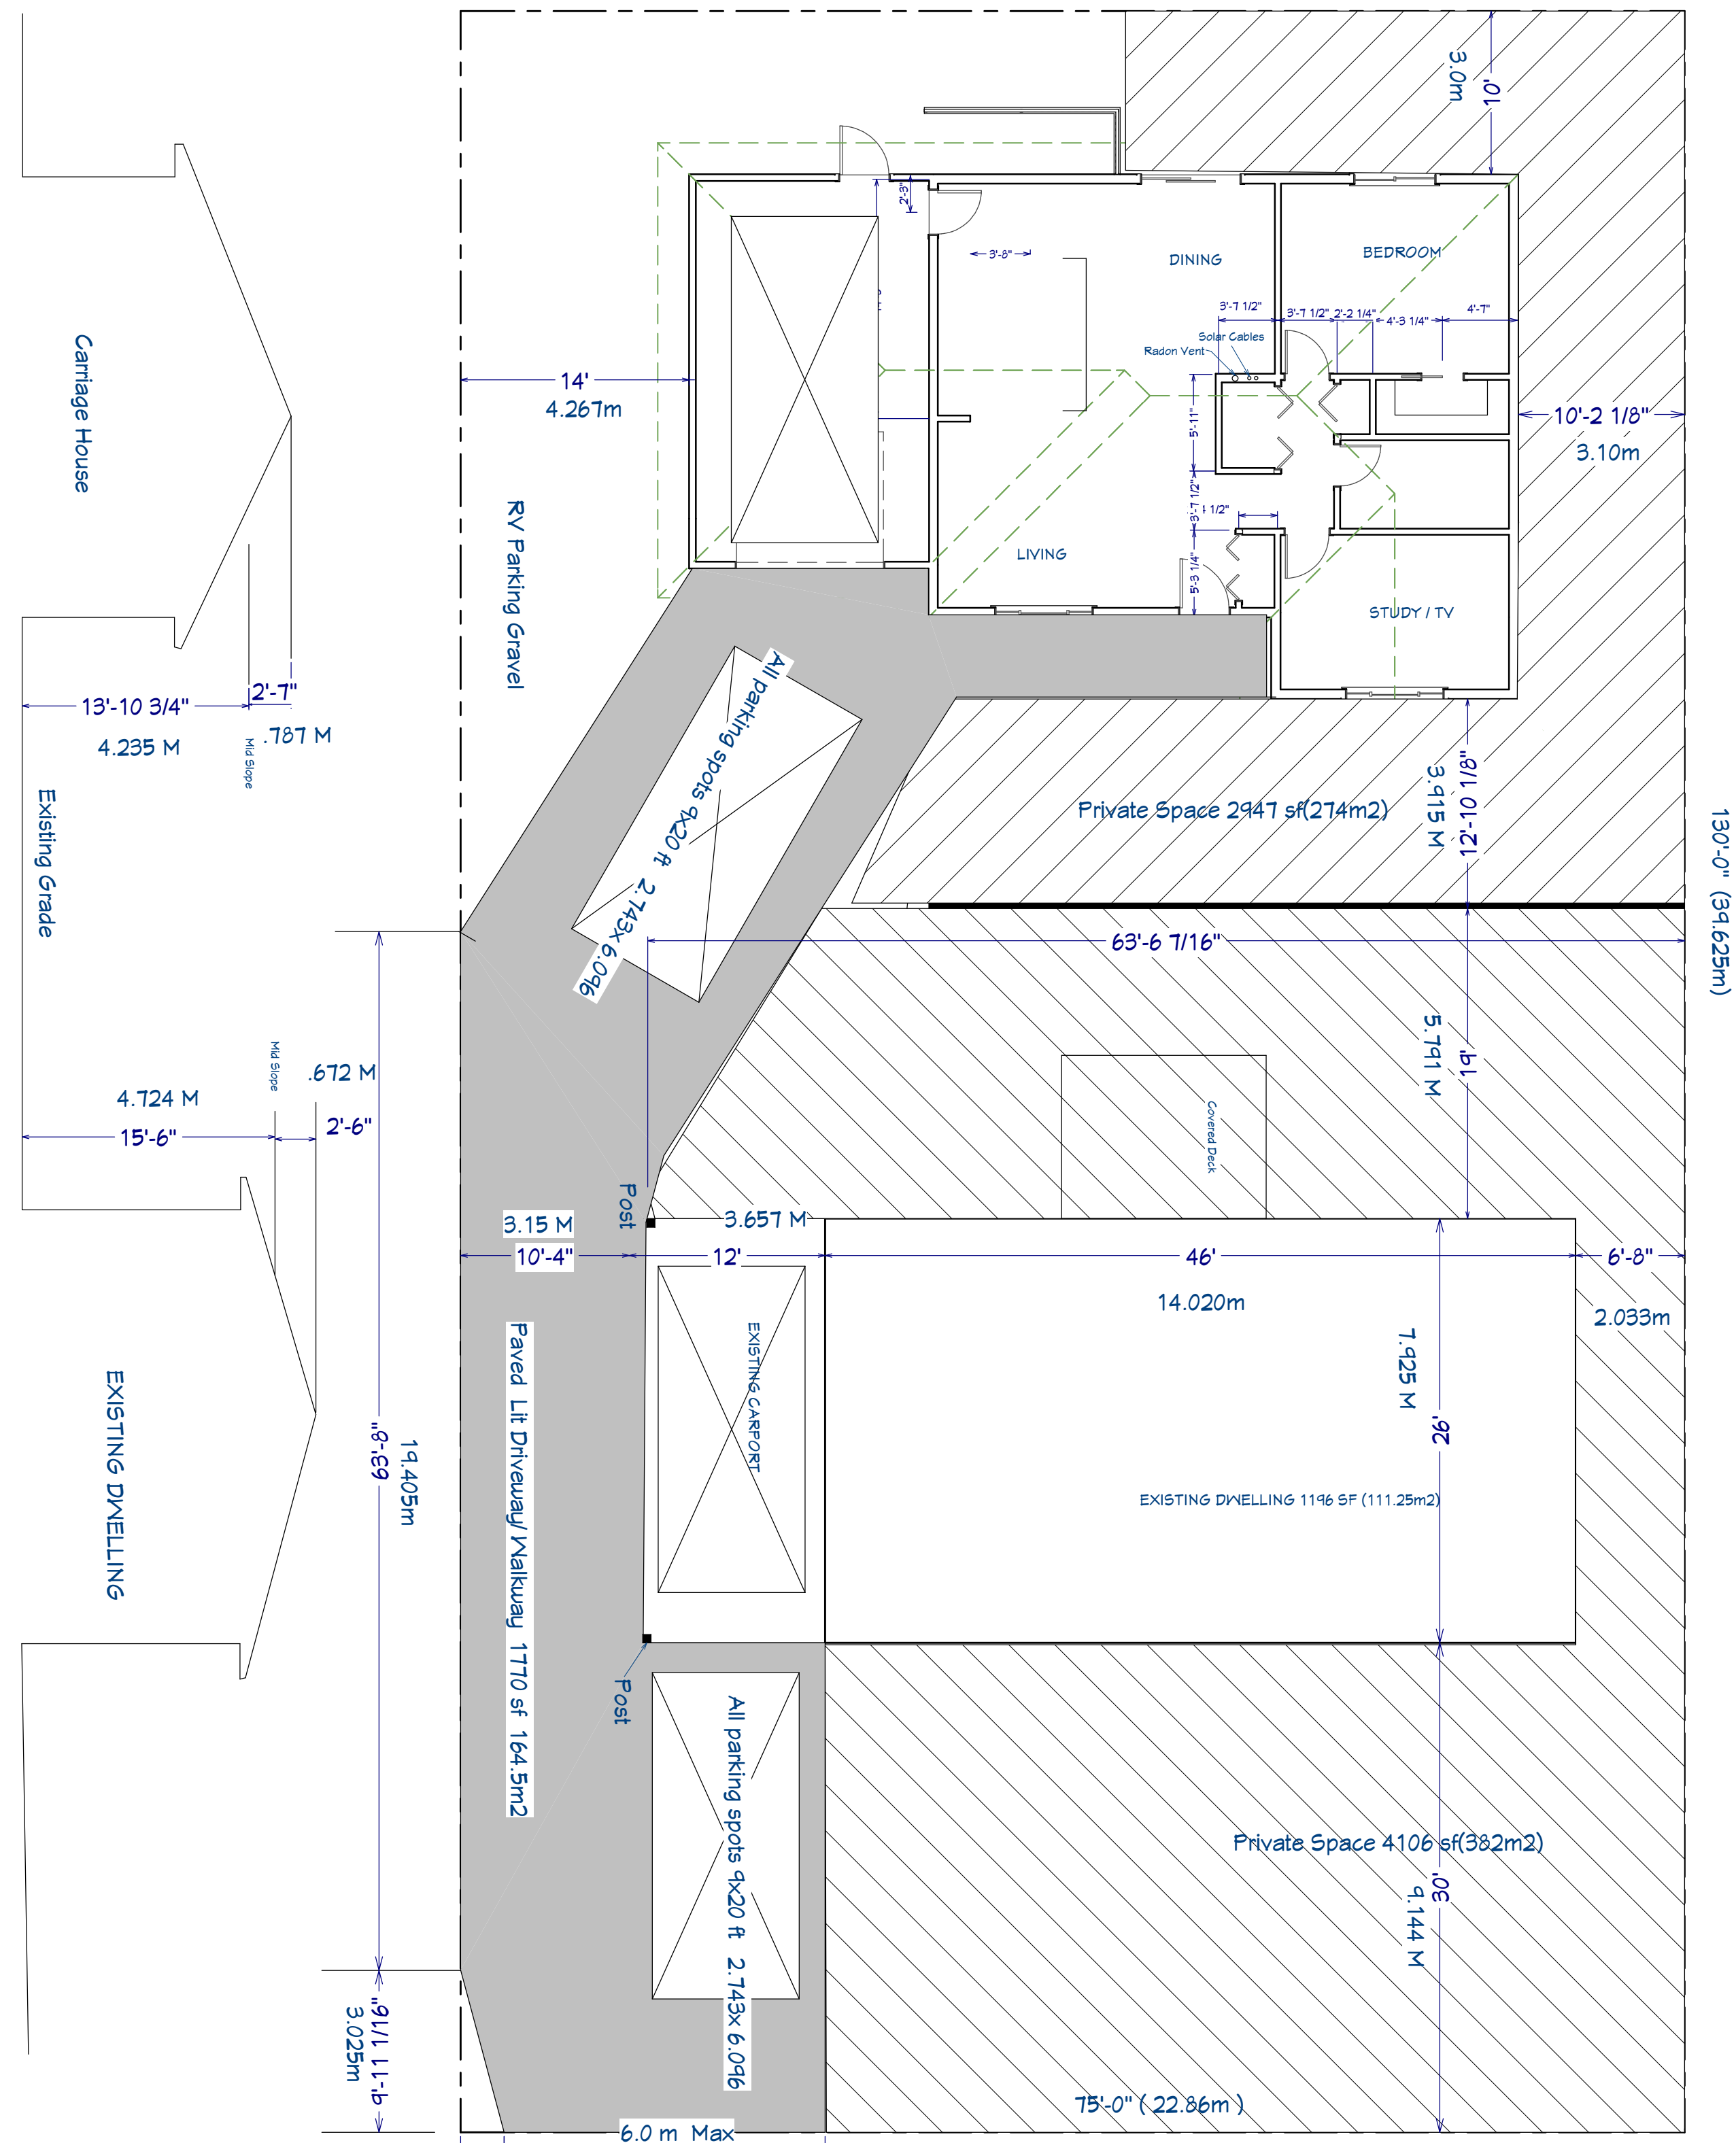 3.0m
10'
2'-3"
3'-8"
DINING
BEDROOM
3'-7 1/2"
3'-7 1/2"
2'-2 1/4"
4'-3 1/4"
4'-7"
Solar Cables
Radon Vent
Carriage House
14'
4.267m
10'-2 1/8"
3.10m
5'-11"
3'-7 1/2"
1/2"
5'-3 1/4"
LIVING
STUDY / TV
RV Parking Gravel
2'-7"
13'-10 3/4"
.787 M
4.235 M
Mid Slope
Existing Grade
All parking spots 9x20 ft 2.743x 6.096
Private Space 2947 sf(274m2)
3.915 M
12'-10 1/8"
130'-0" (39.625m)
63'-6 7/16"
5.791 M
19'
Mid Slope
.672 M
4.724 M
15'-6"
2'-6"
Covered Deck
Post
3.15 M
3.657 M
10'-4"
12'
46'
6'-8"
14.020m
2.033m
EXISTING CARPORT
7.925 M
26'
Paved Lit Driveway/ Walkway 1770 sf 164.5m2
EXISTING DWELLING
63'-8"
19.405m
EXISTING DWELLING 1196 SF (111.25m2)
Post
All parking spots 9x20 ft 2.743x 6.096
Private Space 4106 sf(382m2)
30'
9.144 M
9'-11 11/16"
3.025m
75'-0" ( 22.86m )
6.0 m Max